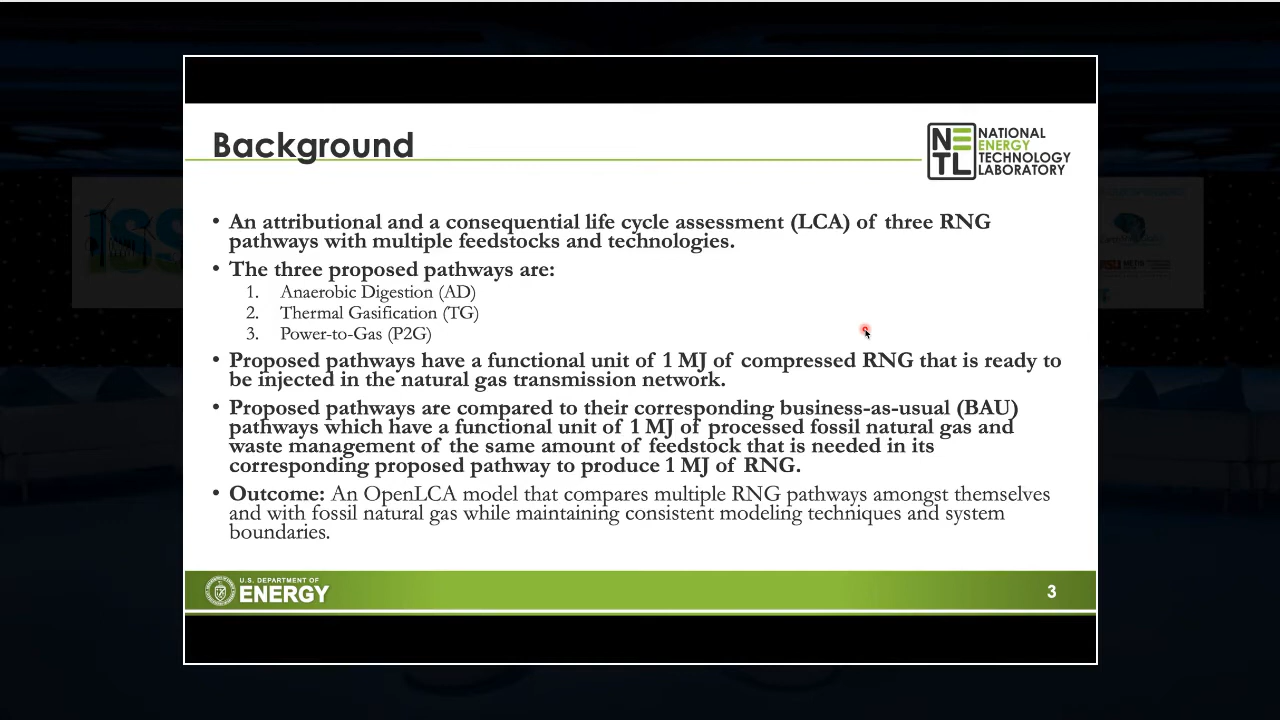 Background
NATIONAL
ENERGY
TECHNOLOGY
LABORATORY
NE
TL
• An attributional and a consequential life cycle assessment (LCA) of three RNG
pathways with multiple feedstocks and technologies.
• The three proposed pathways are:
1. Anaerobic Digestion (AD)
2. Thermal Gasification (TG)
3. Power-to-Gas (P2G)
• Proposed pathways have a functional unit of 1 MJ of compressed RNG that is ready to
be injected in the natural gas transmission network.
• Proposed pathways are compared to their corresponding business-as-usual (BAU)
pathways which have a functional unit of 1 MJ of processed fossil natural gas and
waste management of the same amount of feedstock that is needed in its
corresponding proposed pathway to produce 1 MJ of RNG.
• Outcome: An OpenLCA model that compares multiple RNG pathways amongst themselves
and with fossil natural gas while maintaining consistent modeling techniques and system
boundaries.
U.S. DEPARTMENT OF
ENERGY
3